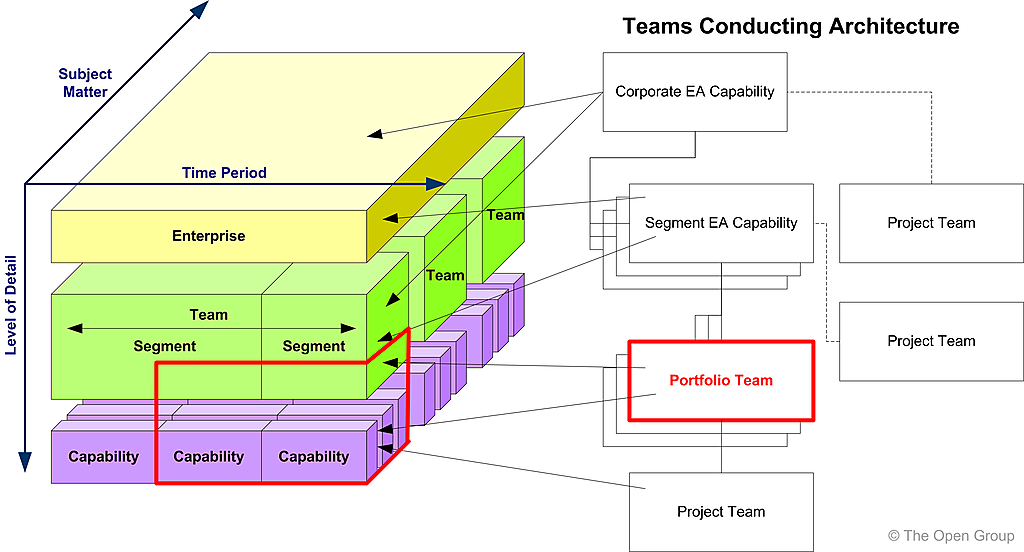 Teams Conducting Architecture
Subject
Matter
Corporate EA Capability
Time Period
Team
Segment EA Capability
Project Team
Enterprise
Team
Level of Detail
Team
Segment
Segment
Project Team
Portfolio Team
Capability
Capability
Capability
Project Team
© The Open Group